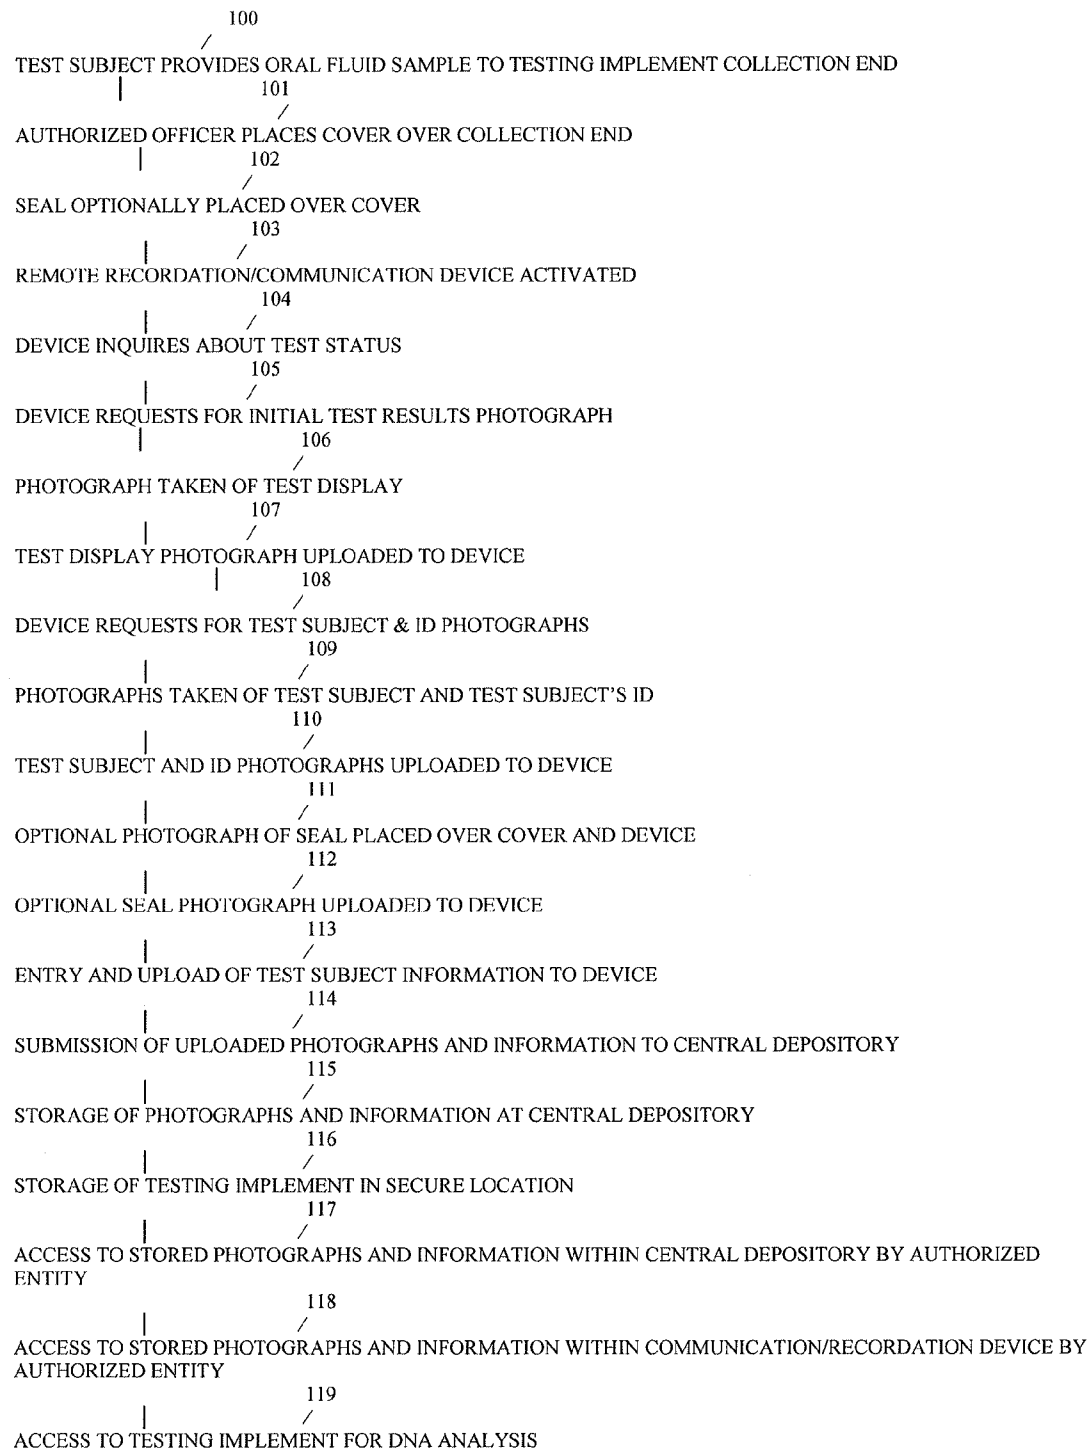 100
TEST SUBJECT PROVIDES ORAL FLUID SAMPLE TO TESTING IMPLEMENT COLLECTION END
101
AUTHORIZED OFFICER PLACES COVER OVER COLLECTION END
102
SEAL OPTIONALLY PLACED OVER COVER
103
REMOTE RECORDATION/COMMUNICATION DEVICE ACTIVATED
104
DEVICE INQUIRES ABOUT TEST STATUS
105
DEVICE REQUESTS FOR INITIAL TEST RESULTS PHOTOGRAPH
106
PHOTOGRAPH TAKEN OF TEST DISPLAY
107
TEST DISPLAY PHOTOGRAPH UPLOADED TO DEVICE
108
DEVICE REQUESTS FOR TEST SUBJECT & ID PHOTOGRAPHS
109
PHOTOGRAPHS TAKEN OF TEST SUBJECT AND TEST SUBJECT'S ID
110
TEST SUBJECT AND ID PHOTOGRAPHS UPLOADED TO DEVICE
111
OPTIONAL PHOTOGRAPH OF SEAL PLACED OVER COVER AND DEVICE
112
OPTIONAL SEAL PHOTOGRAPH UPLOADED TO DEVICE
113
ENTRY AND UPLOAD OF TEST SUBJECT INFORMATION TO DEVICE
114
SUBMISSION OF UPLOADED PHOTOGRAPHS AND INFORMATION TO CENTRAL DEPOSITORY
115
STORAGE OF PHOTOGRAPHS AND INFORMATION AT CENTRAL DEPOSITORY
116
STORAGE OF TESTING IMPLEMENT IN SECURE LOCATION
117
ACCESS TO STORED PHOTOGRAPHS AND INFORMATION WITHIN CENTRAL DEPOSITORY BY AUTHORIZED
ENTITY
118
ACCESS TO STORED PHOTOGRAPHS AND INFORMATION WITHIN COMMUNICATION/RECORDATION DEVICE BY
AUTHORIZED ENTITY
119
ACCESS TO TESTING IMPLEMENT FOR DNA ANALYSIS